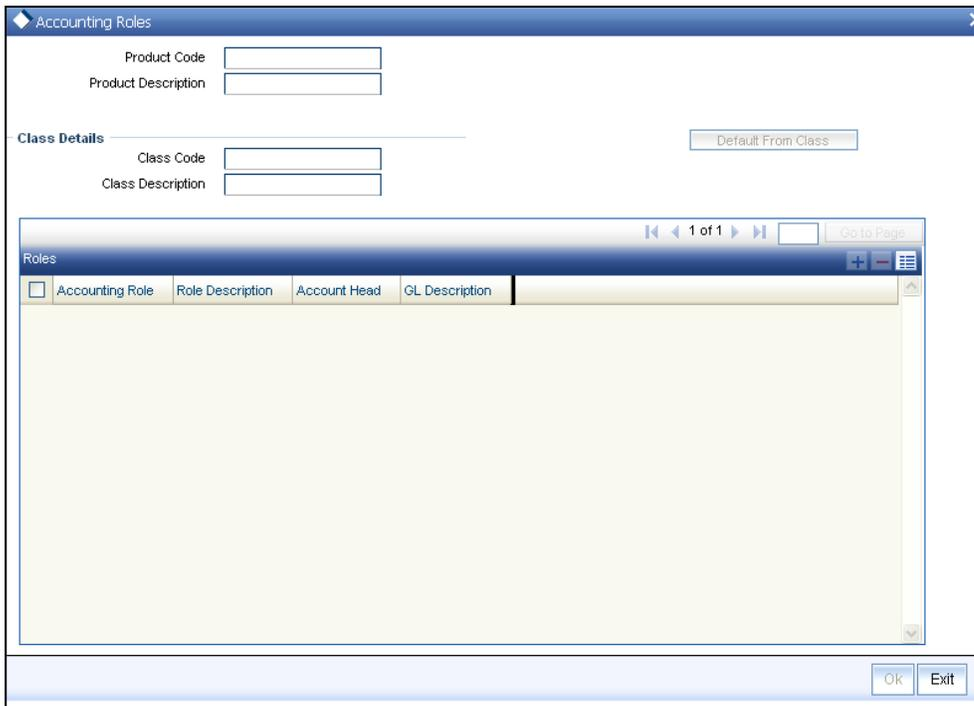 Accounting Roles
Product Code
Product Description
Class Details
Default From Class
Class Code
Class Description
1 of 1
Go to Page
Roles
Accounting Role Role Description Account Head GL Description
Ok Exit